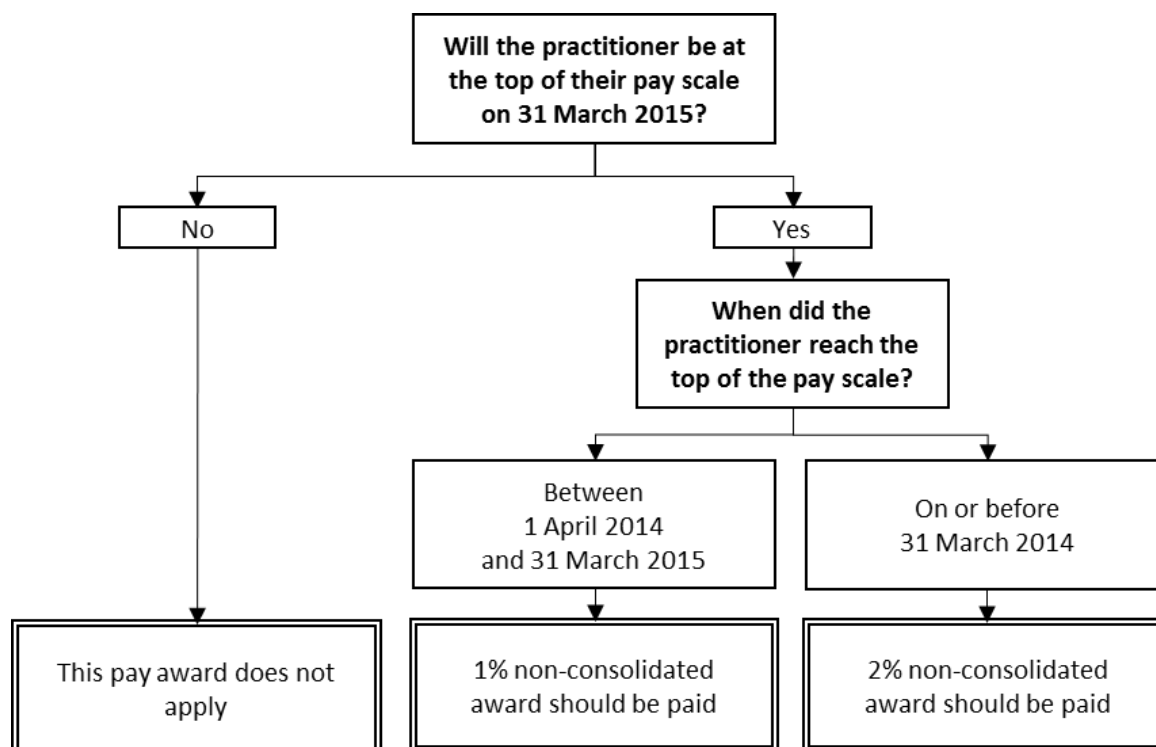 Will the practitioner be at
the top of their pay scale
on 31 March 2015?
No
Yes
When did the
practitioner reach the
top of the pay scale?
Between
1 April 2014
and 31 March 2015
On or before
31 March 2014
This pay award does not
apply
1% non-consolidated
award should be paid
2% non-consolidated
award should be paid